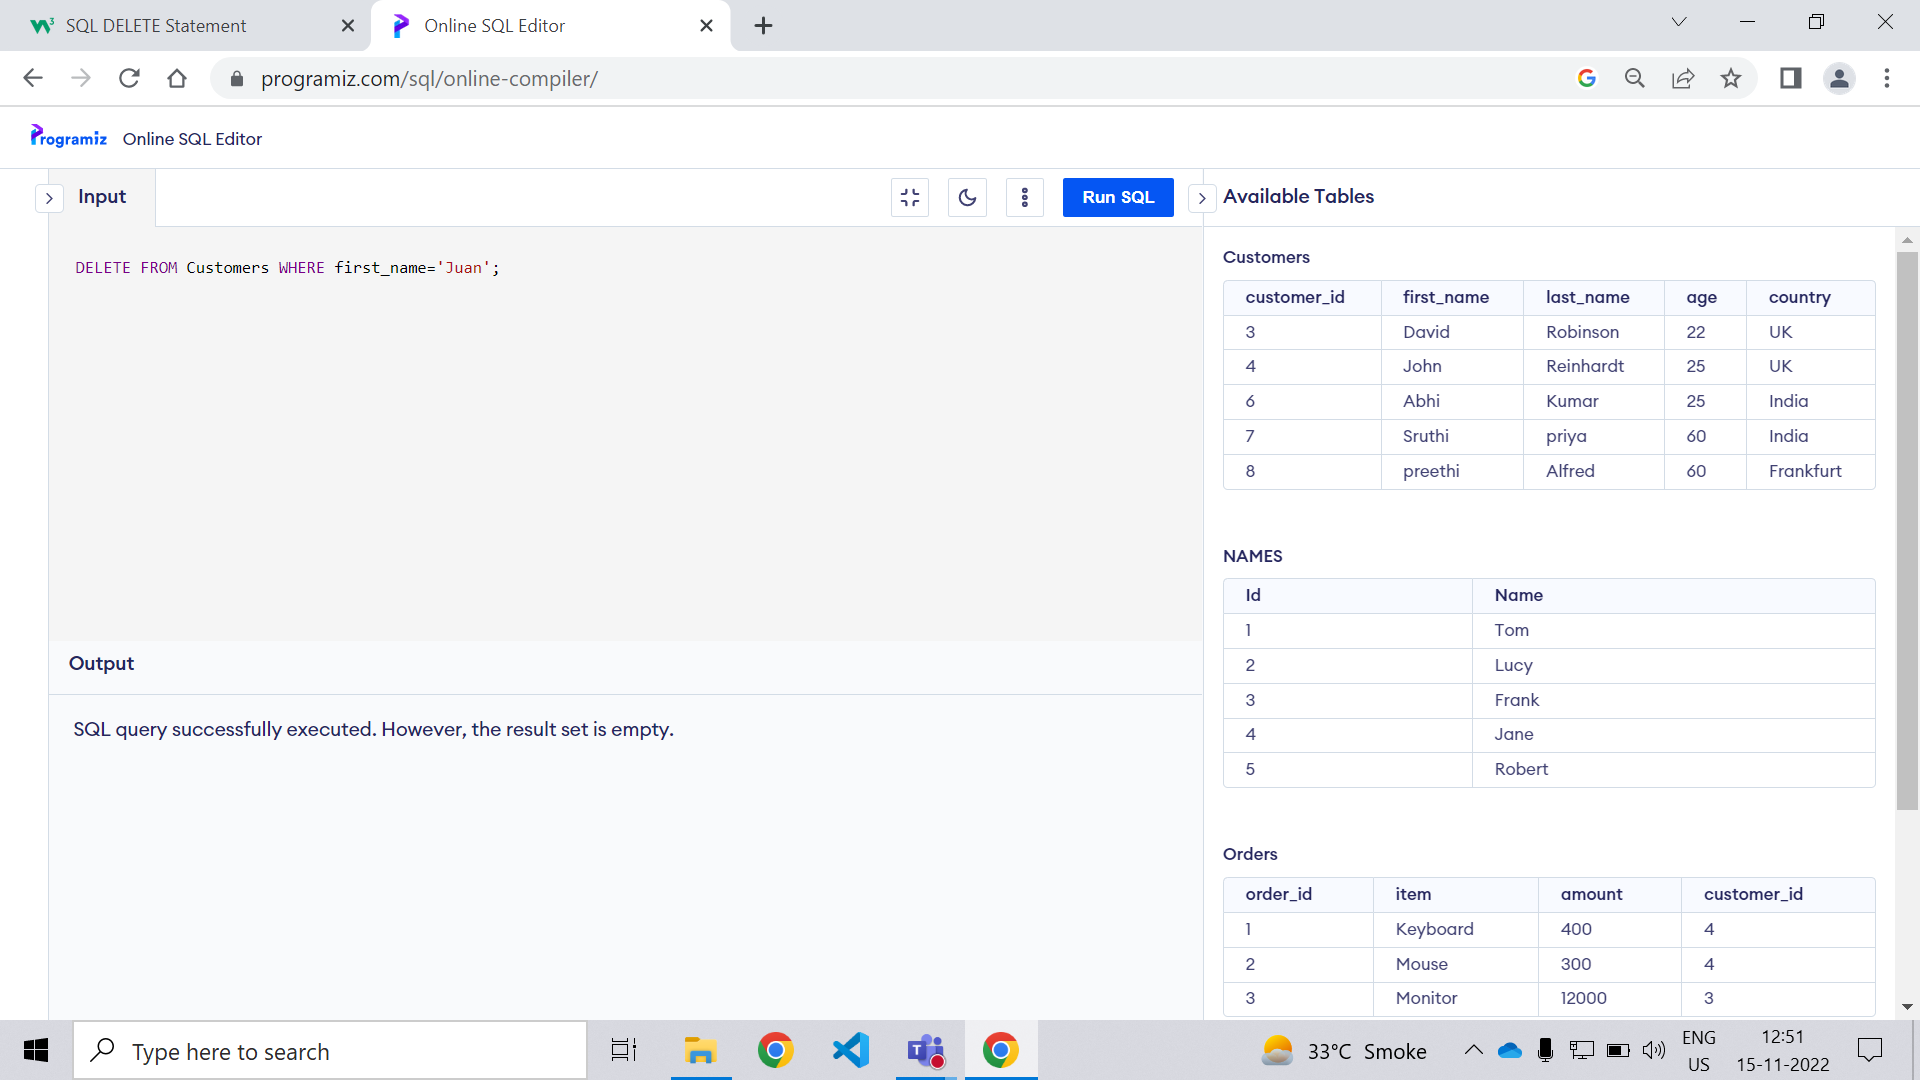 SQL DELETE Statement
Online SQL Editor
programiz.com/sql/online-compiler/
Programiz Online SQL Editor
Input
Run SQL
Available Tables
DELETE FROM Customers WHERE first_name='Juan';
Output
SQL query successfully executed. However, the result set is empty.
Customers
customer_id first_name last_name age country
3 David Robinson 22 UK
4 John Reinhardt 25 UK
6 Abhi Kumar 25 India
7 Sruthi priya 60 India
8 preethi Alfred 60 Frankfurt
NAMES
Id Name
1 Tom
2 Lucy
3 Frank
4 Jane
5 Robert
Orders
order_id item amount customer_id
1 Keyboard 400 4
2 Mouse 300 4
3 Monitor 12000 3
Type here to search
33°C Smoke
ENG
US
12:51
15-11-2022